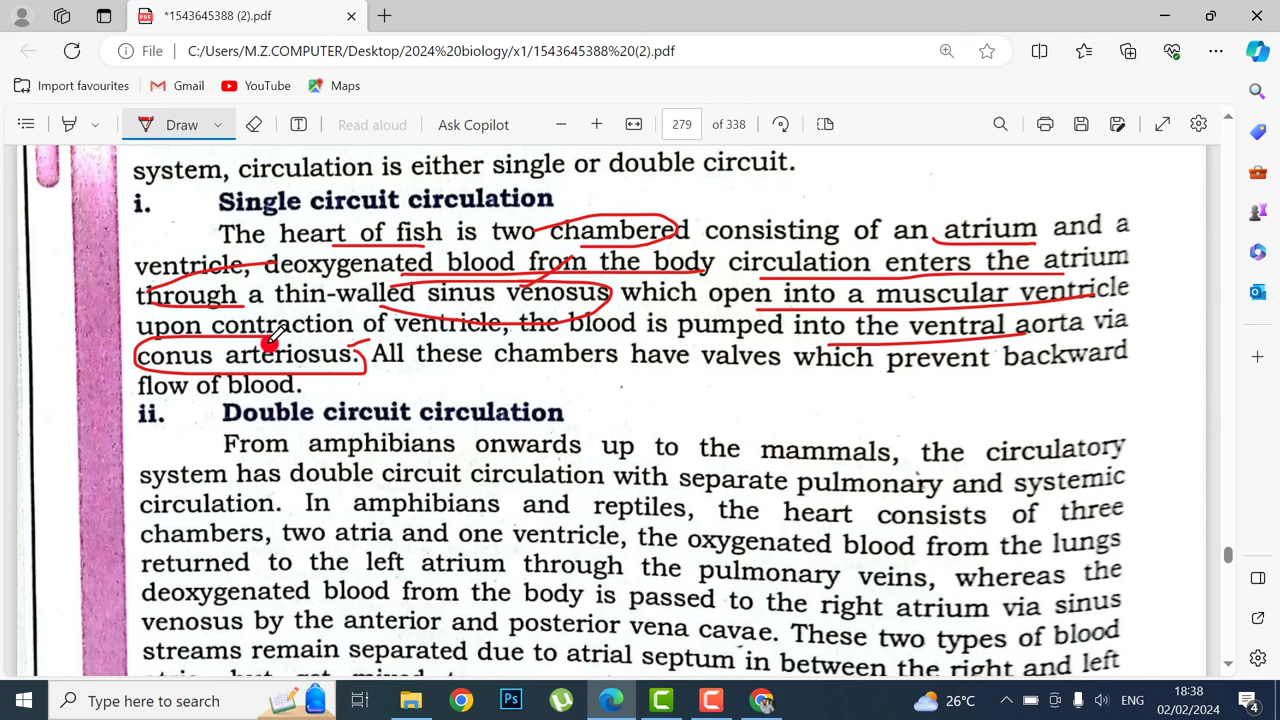 *1543645388 (2).pdf
File C:/Users/M.Z.COMPUTER/Desktop/2024%20biology/x1/1543645388%20(2).pdf
Import favourites Gmail YouTube Maps
Draw Read aloud Ask Copilot 279 of 338
system, circulation is either single or double circuit.
i. Single circuit circulation
The heart of fish is two chambered consisting of an atrium and a
ventricle, deoxygenated blood from the body circulation enters the atrium
through a thin-walled sinus venosus which open into a muscular ventricle
upon contraction of ventricle, the blood is pumped into the ventral aorta via
conus arteriosus. All these chambers have valves which prevent backward
flow of blood.
ii. Double circuit circulation
From amphibians onwards up to the mammals, the circulatory
system has double circuit circulation with separate pulmonary and systemic
circulation. In amphibians and reptiles, the heart consists of three
chambers, two atria and one ventricle, the oxygenated blood from the lungs
returned to the left atrium through the pulmonary veins, whereas the
deoxygenated blood from the body is passed to the right atrium via sinus
venosus by the anterior and posterior vena cavae. These two types of blood
streams remain separated due to atrial septum in between the right and left
Type here to search 26°C ENG 18:38
02/02/2024
4